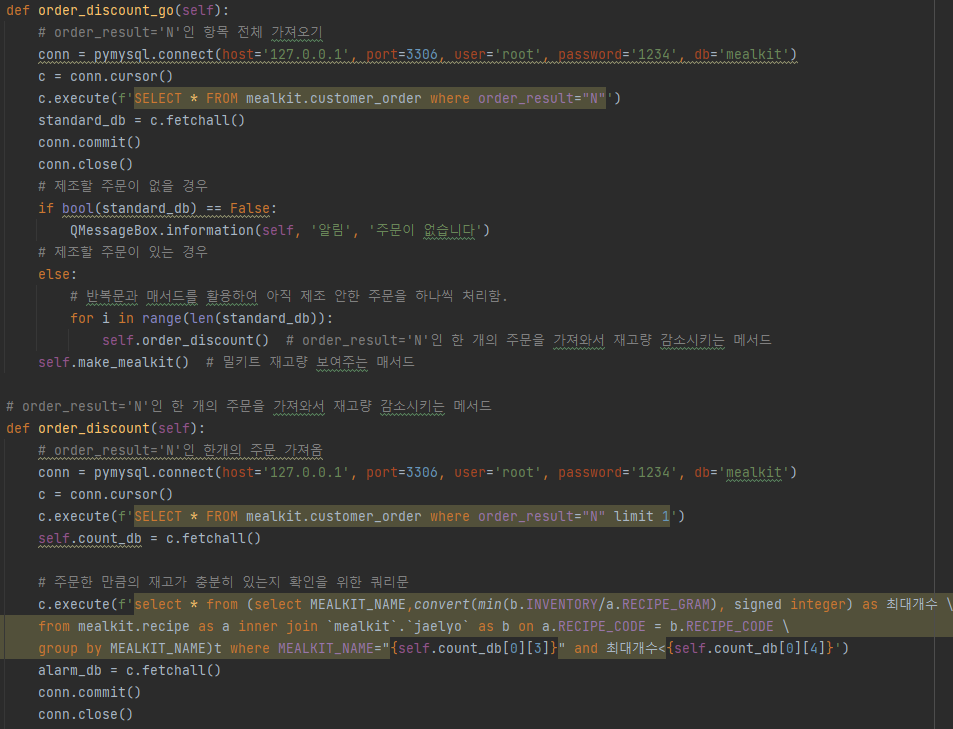 def order_discount_go(self):
    # order_result='N'인 항목 전체 가져오기
    conn = pymysql.connect(host='127.0.0.1', port=3306, user='root', password='1234', db='mealkit')
    c = conn.cursor()
    c.execute(f'SELECT * FROM mealkit.customer_order where order_result="N"')
    standard_db = c.fetchall()
    conn.commit()
    conn.close()
    # 제조할 주문이 없을 경우
    if bool(standard_db) == False:
        QMessageBox.information(self, '알림', '주문이 없습니다')
    # 제조할 주문이 있는 경우
    else:
        # 반복문과 매서드를 활용하여 아직 제조 안한 주문을 하나씩 처리함.
        for i in range(len(standard_db)):
            self.order_discount()  # order_result='N'인 한 개의 주문을 가져와서 재고량 감소시키는 메서드
    self.make_mealkit()  # 밀키트 재고량 보여주는 매서드
# order_result='N'인 한 개의 주문을 가져와서 재고량 감소시키는 메서드
def order_discount(self):
    # order_result='N'인 한개의 주문 가져옴
    conn = pymysql.connect(host='127.0.0.1', port=3306, user='root', password='1234', db='mealkit')
    c = conn.cursor()
    c.execute(f'SELECT * FROM mealkit.customer_order where order_result="N" limit 1')
    self.count_db = c.fetchall()
    # 주문한 만큼의 재고가 충분히 있는지 확인을 위한 쿼리문
    c.execute(f'select * from (select MEALKIT_NAME,convert(min(b.INVENTORY/a.RECIPE_GRAM), signed integer) as 최대개수 \
from mealkit.recipe as a inner join `mealkit`.`jaelyo` as b on a.RECIPE_CODE = b.RECIPE_CODE \
    group by MEALKIT_NAME)t where MEALKIT_NAME="{self.count_db[0][3]}" and 최대개수<{self.count_db[0][4]}')
    alarm_db = c.fetchall()
    conn.commit()
    conn.close()